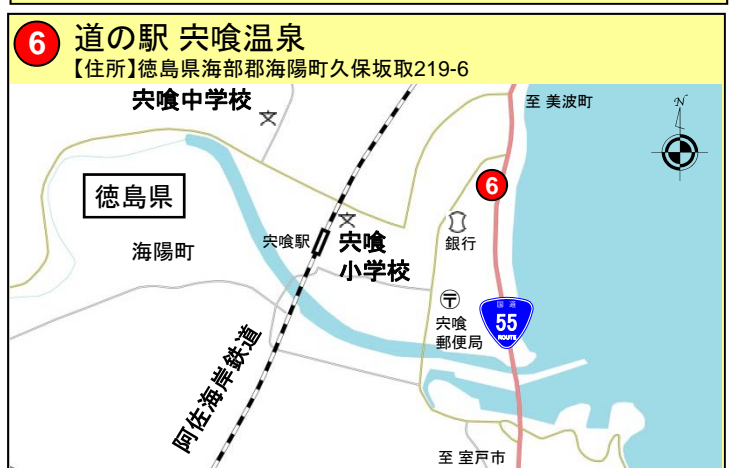 6 道の駅 宍喰温泉
【住所】徳島県海部郡海陽町久保坂取219-6
宍喰中学校
至 美波町
N
徳島県
6
海陽町
宍喰駅
宍喰
小学校
銀行
宍喰
郵便局
国道
55
ROUTE
阿佐海岸鉄道
至 室戸市